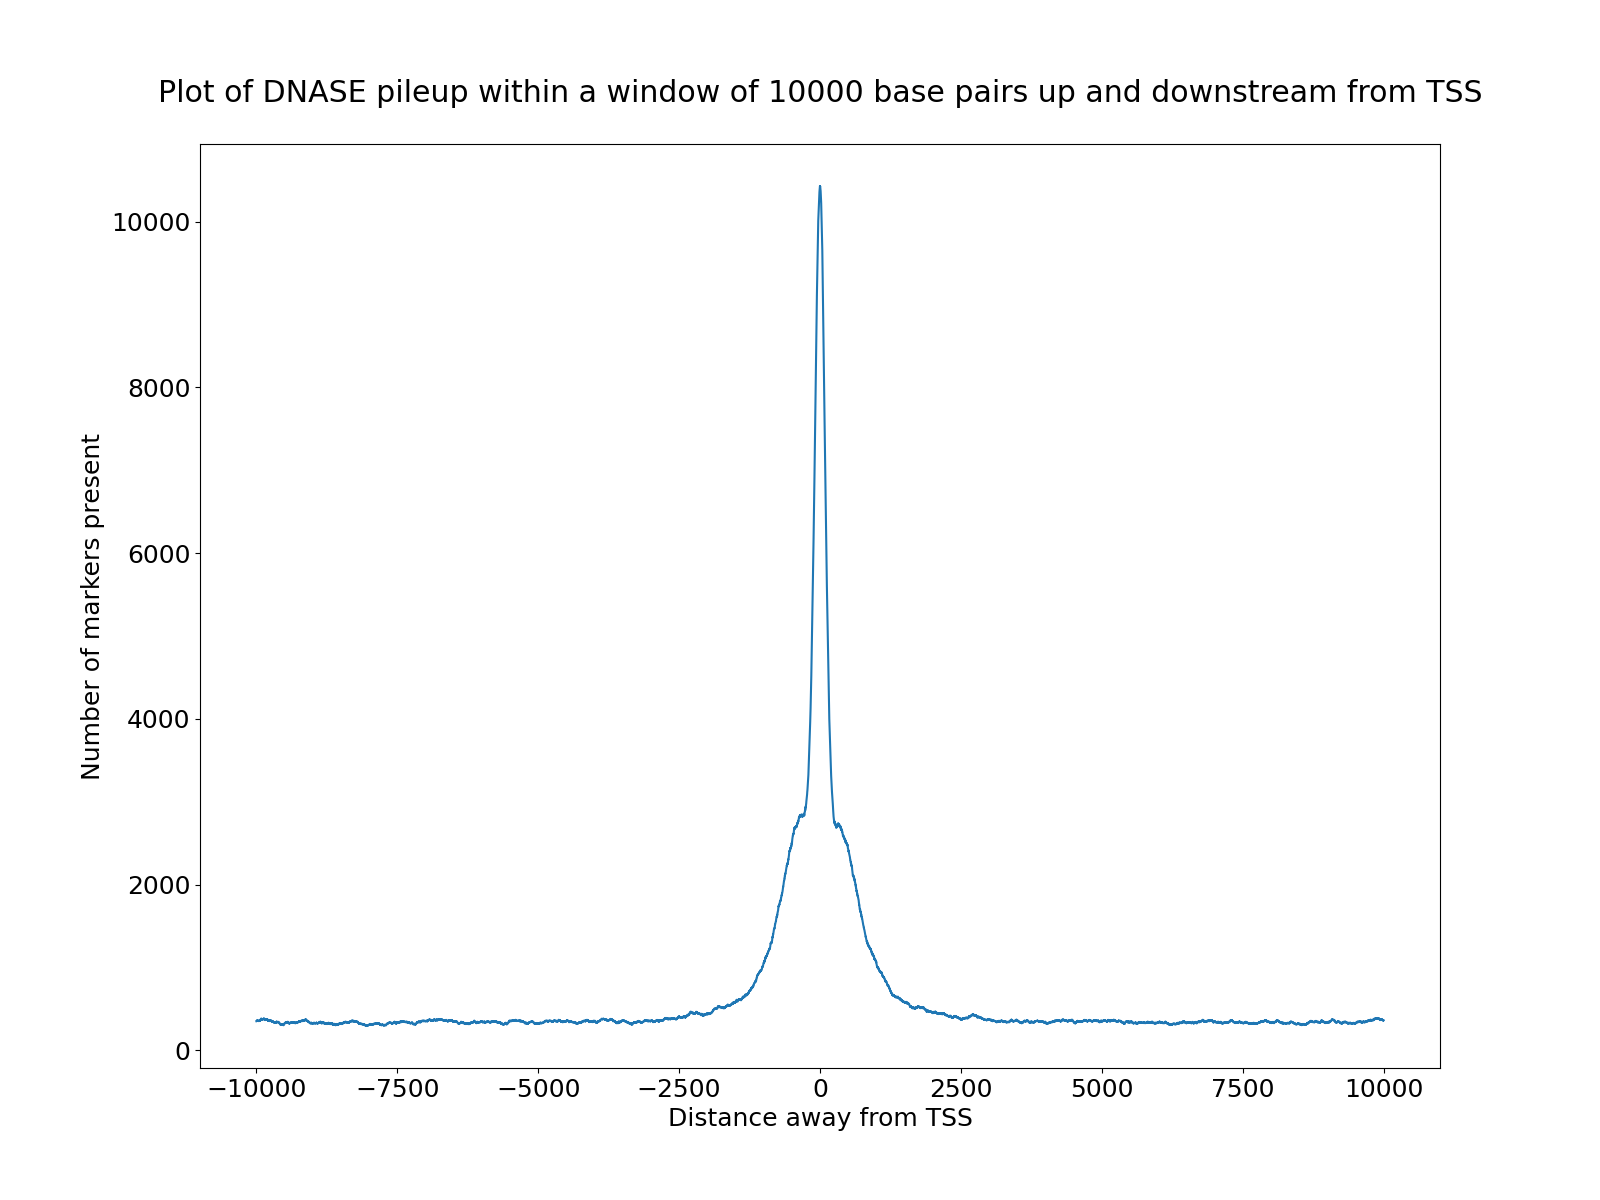 Plot of DNASE pileup within a window of 10000 base pairs up and downstream from TSS
10000
8000
6000
4000
2000
0
Number of markers present
−10000 −7500 −5000 −2500 0 2500 5000 7500 10000
Distance away from TSS